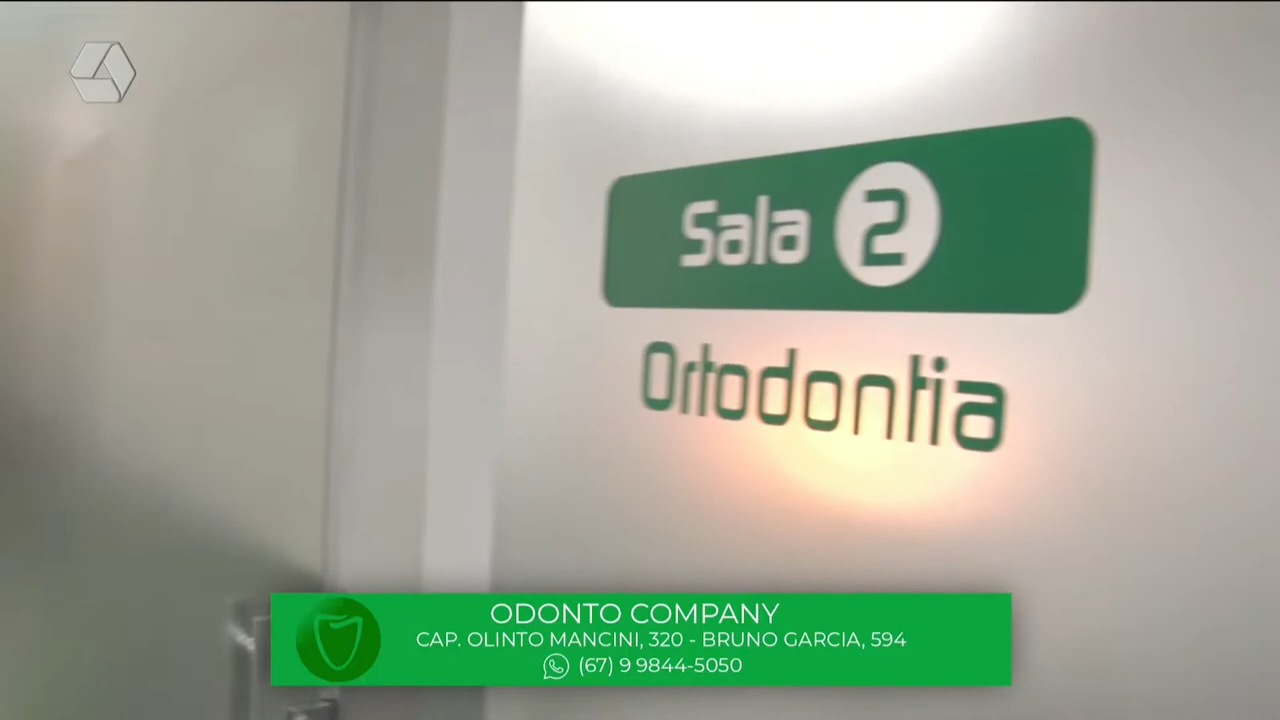 Sala 2
Ortodontia
ODONTO COMPANY
CAP. OLINTO MANCINI, 320 - BRUNO GARCIA, 594
(67) 9 9844-5050